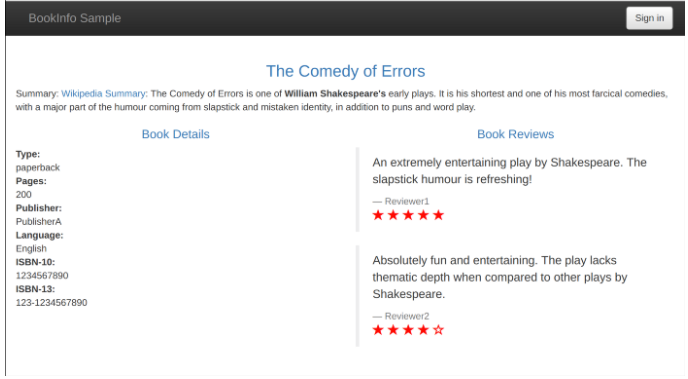 BookInfo Sample
Sign in
The Comedy of Errors
Summary: Wikipedia Summary: The Comedy of Errors is one of William Shakespeare's early plays. It is his shortest and one of his most farcical comedies,
with a major part of the humour coming from slapstick and mistaken identity, in addition to puns and word play.
Book Details
Type:
paperback
Pages:
200
Publisher:
PublisherA
Language:
English
ISBN-10:
1234567890
ISBN-13:
123-1234567890
Book Reviews
An extremely entertaining play by Shakespeare. The
slapstick humour is refreshing!
— Reviewer1
★★★★★
Absolutely fun and entertaining. The play lacks
thematic depth when compared to other plays by
Shakespeare.
— Reviewer2
★★★★☆